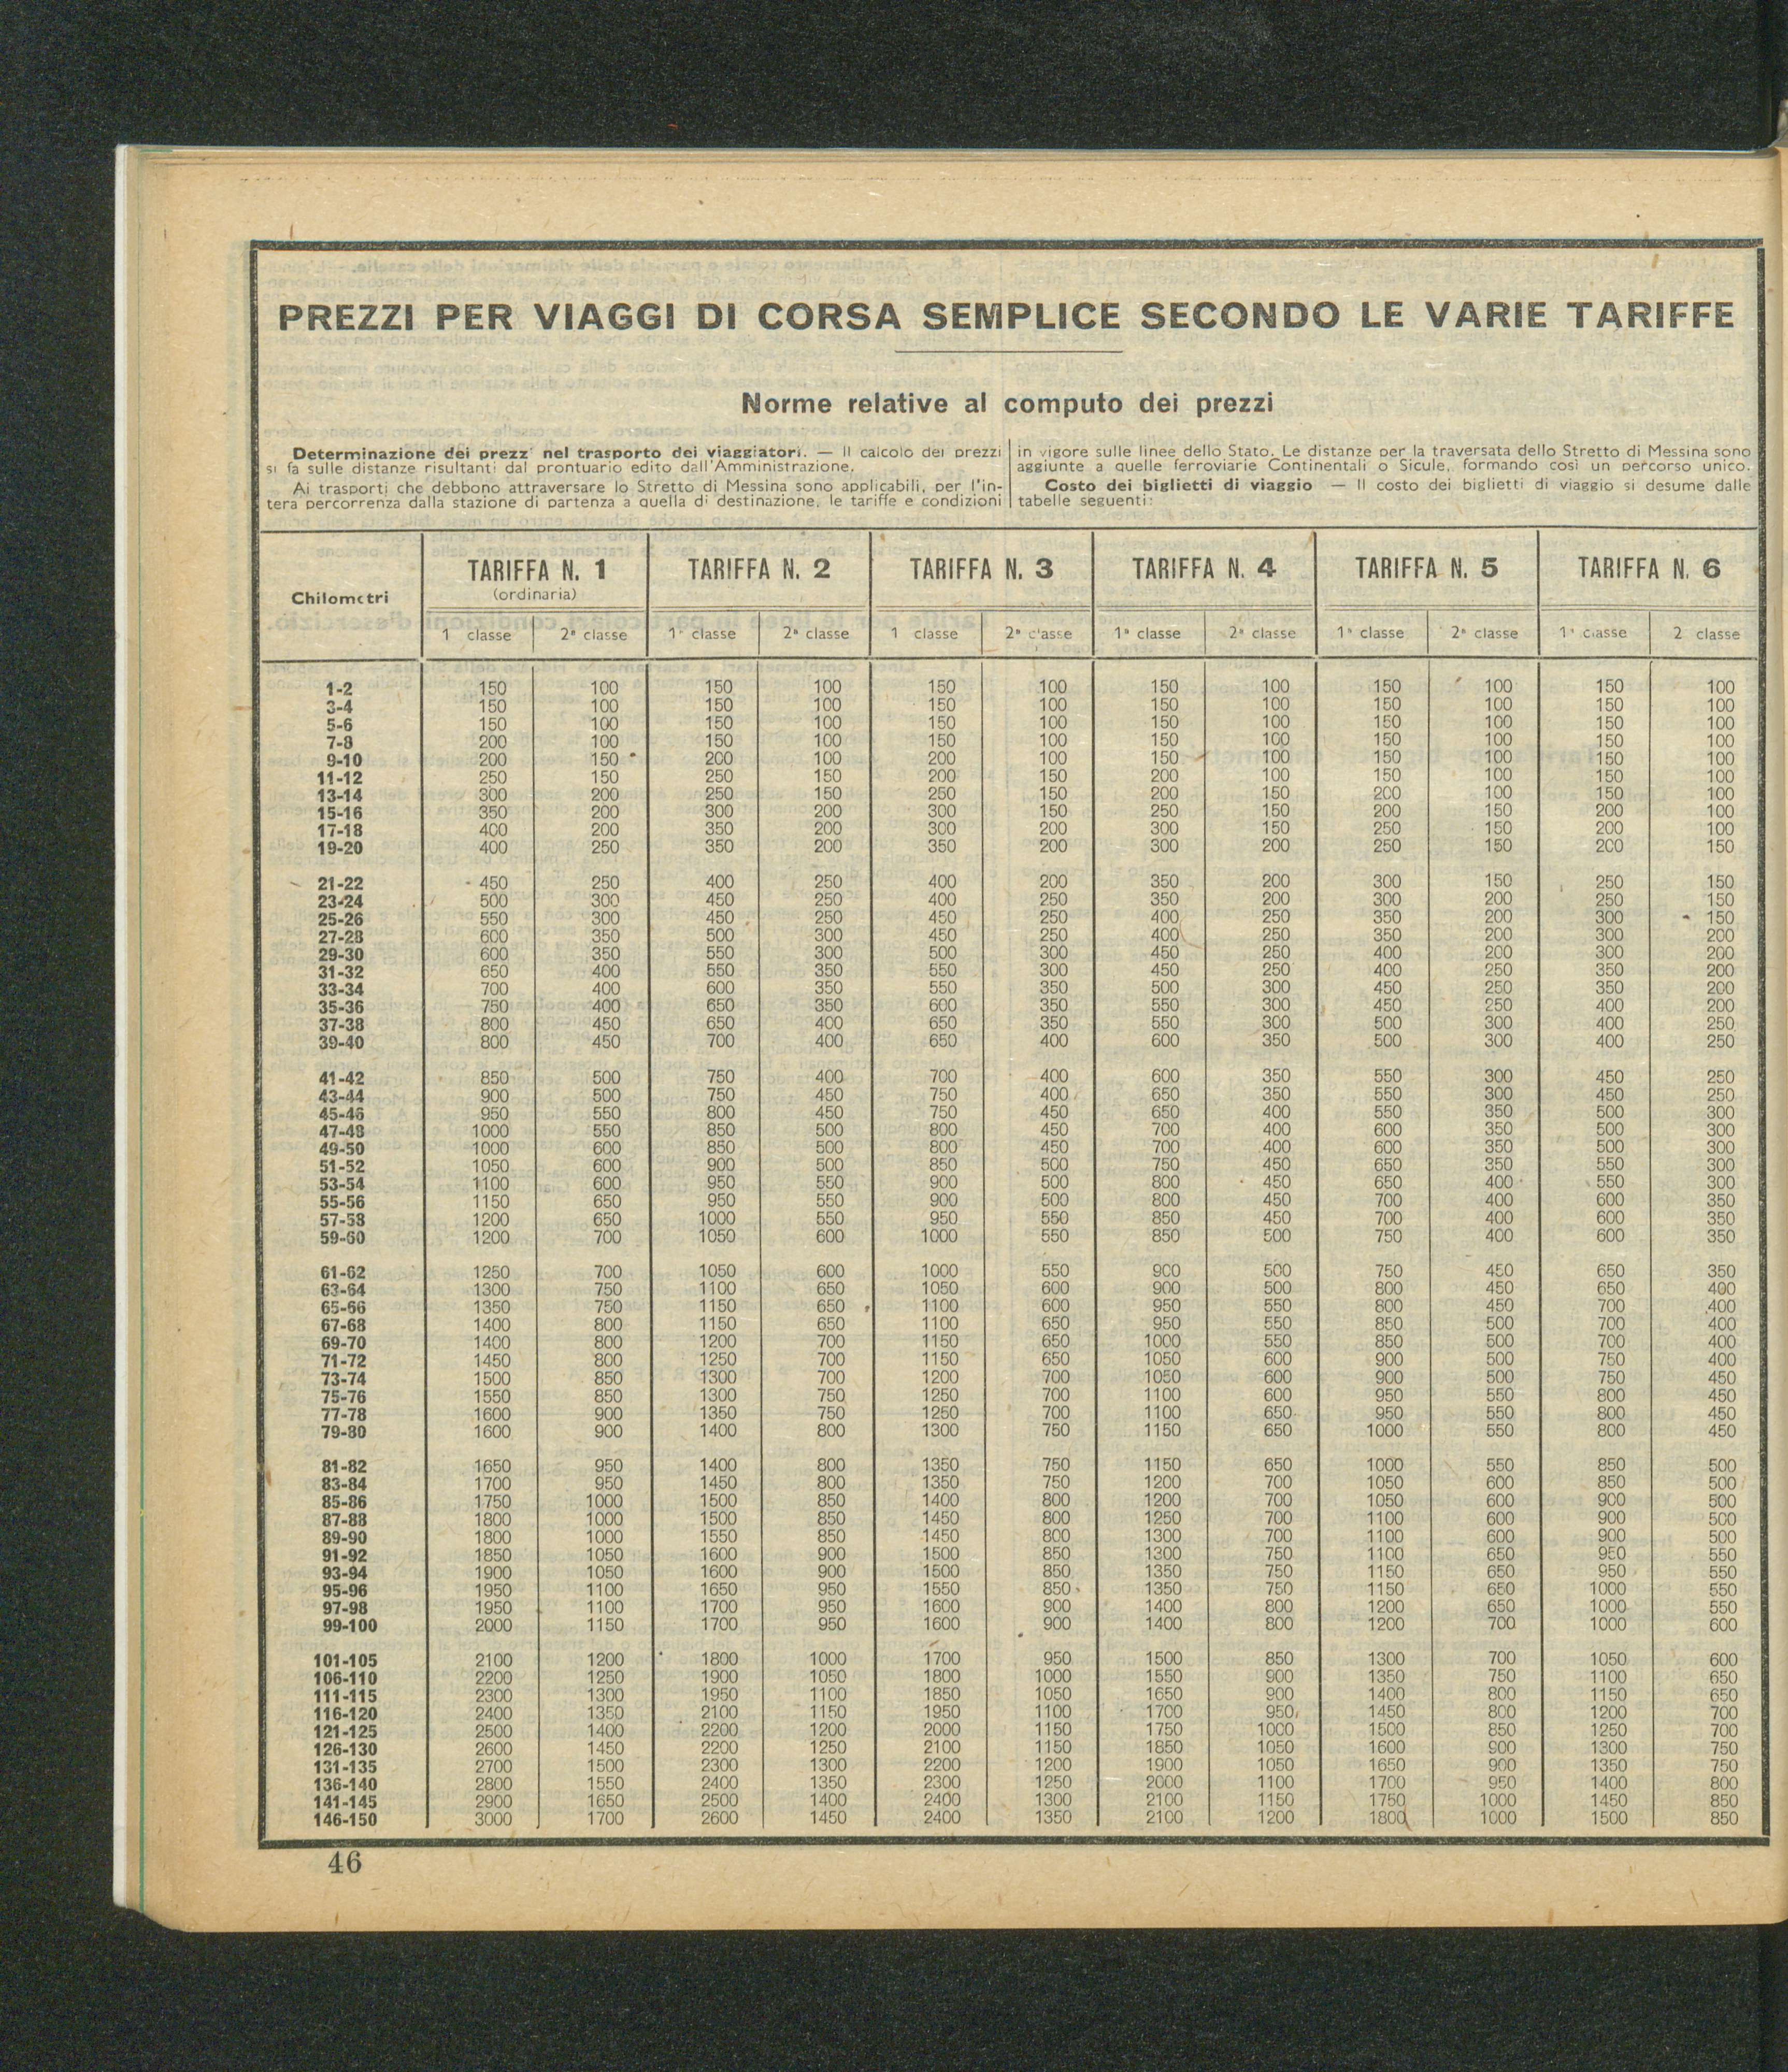 PREZZI PER VIAGGI DI CORSA SEMPLICE SECONDO LE VARIE TARIFFE
Norme relative al computo dei prezzi
Determinazione dei prezz' nel trasporto dei viaggiatori. — Il calcolo dei prezzi
si fa sulle distanze risultanti dal prontuario edito dall'Amministrazione.
Ai trasporti che debbono attraversare lo Stretto di Messina sono applicabili, per l'in-
tera percorrenza dalla stazione di partenza a quella di destinazione, le tariffe e condizioni
in vigore sulle linee dello Stato. Le distanze per la traversata dello Stretto di Messina sono
aggiunte a quelle ferroviarie Continentali o Sicule, formando così un percorso unico.
Costo dei biglietti di viaggio — Il costo dei biglietti di viaggio si desume dalle
tabelle seguenti:
Chilometri TARIFFA N. 1 TARIFFA N. 2 TARIFFA N. 3 TARIFFA N. 4 TARIFFA N. 5 TARIFFA N. 6
(ordinaria)
1 classe 2ª classe 1ª classe 2ª classe 1 classe 2ª classe 1ª classe 2ª classe 1ª classe 2ª classe 1ª classe 2 classe
1-2 150 100 150 100 150 100 150 100 150 100 150 100
3-4 150 100 150 100 150 100 150 100 150 100 150 100
5-6 150 100 150 100 150 100 150 100 150 100 150 100
7-8 200 100 150 100 150 100 150 100 150 100 150 100
9-10 200 150 200 100 200 100 150 100 150 100 150 100
11-12 250 150 250 150 200 150 200 100 150 100 150 100
13-14 300 200 250 150 250 150 200 150 200 100 150 100
15-16 350 200 300 200 300 150 250 150 200 150 200 100
17-18 400 200 350 200 300 200 300 150 250 150 200 100
19-20 400 250 350 200 350 200 300 200 250 150 200 150
21-22 450 250 400 250 400 200 350 200 300 150 250 150
23-24 500 300 450 250 400 250 350 200 300 200 250 150
25-26 550 300 450 250 450 250 400 250 350 200 300 150
27-28 600 350 500 300 450 250 400 250 350 200 300 200
29-30 600 350 550 300 500 300 450 250 400 200 300 200
31-32 650 400 550 350 550 300 450 250 400 250 350 200
33-34 700 400 600 350 550 350 500 300 450 250 350 200
35-36 750 400 650 350 600 350 550 300 450 250 400 200
37-38 800 450 650 400 650 350 550 300 500 300 400 250
39-40 800 450 700 400 650 400 600 350 500 300 400 250
41-42 850 500 750 400 700 400 600 350 550 300 450 250
43-44 900 500 750 450 750 400 650 350 550 300 450 250
45-46 950 550 800 450 750 450 650 400 550 350 500 300
47-48 1000 550 850 500 800 450 700 400 600 350 500 300
49-50 1000 600 850 500 800 450 700 400 600 350 500 300
51-52 1050 600 900 500 850 500 750 450 650 350 550 300
53-54 1100 600 950 550 900 500 800 450 650 400 550 300
55-56 1150 650 950 550 900 500 800 450 700 400 600 350
57-58 1200 650 1000 550 950 550 850 450 700 400 600 350
59-60 1200 700 1050 600 1000 550 850 500 750 400 600 350
61-62 1250 700 1050 600 1000 550 900 500 750 450 650 350
63-64 1300 750 1100 650 1050 600 900 500 800 450 650 400
65-66 1350 750 1150 650 1100 600 950 550 800 450 700 400
67-68 1400 800 1150 650 1100 650 950 550 850 500 700 400
69-70 1400 800 1200 700 1150 650 1000 550 850 500 700 400
71-72 1450 800 1250 700 1150 650 1050 600 900 500 750 400
73-74 1500 850 1300 700 1200 700 1050 600 900 500 750 450
75-76 1550 850 1300 750 1250 700 1100 600 950 550 800 450
77-78 1600 900 1350 750 1250 700 1100 650 950 550 800 450
79-80 1600 900 1400 800 1300 750 1150 650 1000 550 800 450
81-82 1650 950 1400 800 1350 750 1150 650 1000 550 850 500
83-84 1700 950 1450 800 1350 750 1200 700 1050 600 850 500
85-86 1750 1000 1500 850 1400 800 1200 700 1050 600 900 500
87-88 1800 1000 1500 850 1450 800 1250 700 1100 600 900 500
89-90 1800 1000 1550 850 1450 800 1300 700 1100 600 900 500
91-92 1850 1050 1600 900 1500 850 1300 750 1100 650 950 550
93-94 1900 1050 1600 900 1500 850 1350 750 1150 650 950 550
95-96 1950 1100 1650 950 1550 850 1350 750 1150 650 1000 550
97-98 1950 1100 1700 950 1600 900 1400 800 1200 650 1000 550
99-100 2000 1150 1700 950 1600 900 1400 800 1200 700 1000 600
101-105 2100 1200 1800 1000 1700 950 1500 850 1300 700 1050 600
106-110 2200 1250 1900 1050 1800 1000 1550 900 1350 750 1100 650
111-115 2300 1300 1950 1100 1850 1050 1650 900 1400 800 1150 650
116-120 2400 1350 2100 1150 1950 1100 1700 950 1450 800 1200 700
121-125 2500 1400 2200 1200 2000 1150 1750 1000 1500 850 1250 700
126-130 2600 1450 2200 1250 2100 1150 1850 1050 1600 900 1300 750
131-135 2700 1500 2300 1300 2200 1200 1900 1050 1650 900 1350 750
136-140 2800 1550 2400 1350 2300 1250 2000 1100 1700 950 1400 800
141-145 2900 1650 2500 1400 2400 1300 2100 1150 1750 1000 1450 850
146-150 3000 1700 2600 1450 2400 1350 2100 1200 1800 1000 1500 850
46